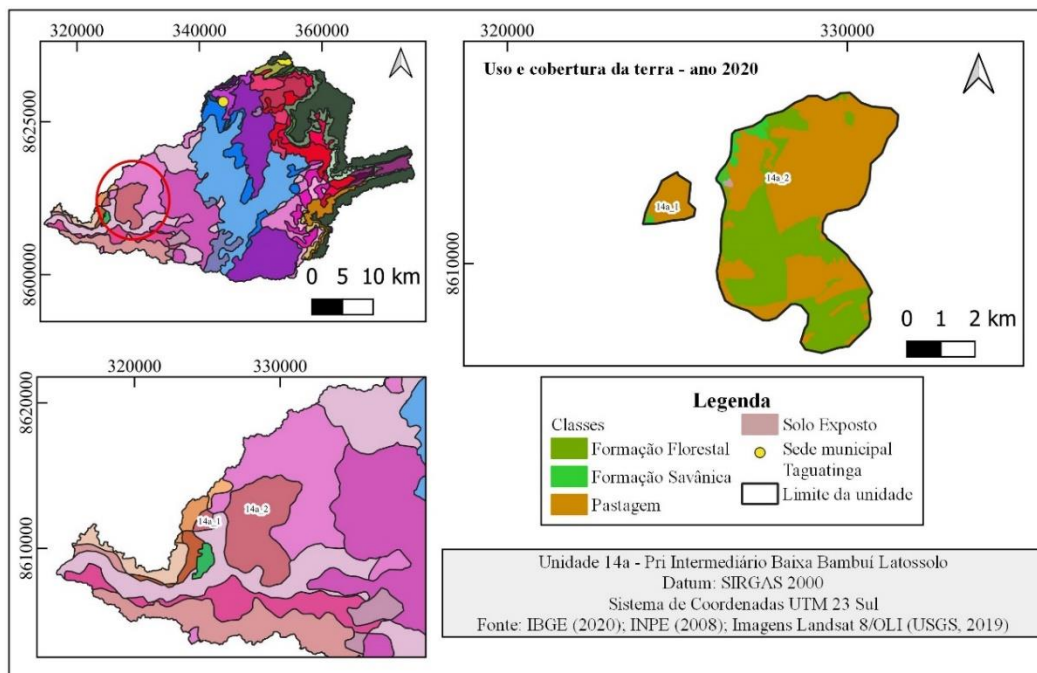 320000 340000 360000
8625000
8600000
0 5 10 km
320000 330000
Uso e cobertura da terra - ano 2020
8610000
14a_1
14a_2
0 1 2 km
320000 330000
8620000
8610000
14a_1
14a_2
Legenda
Classes
Formação Florestal
Formação Savânica
Pastagem
Solo Exposto
Sede municipal
Taguatinga
Limite da unidade
Unidade 14a - Pri Intermediário Baixa Bambuí Latossolo
Datum: SIRGAS 2000
Sistema de Coordenadas UTM 23 Sul
Fonte: IBGE (2020); INPE (2008); Imagens Landsat 8/OLI (USGS, 2019)